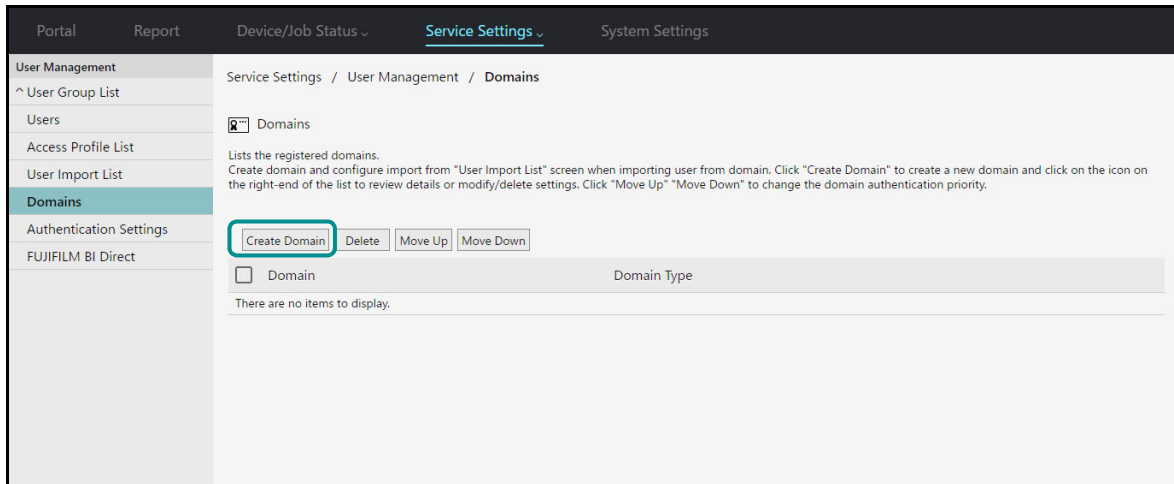 Portal Report Device/Job Status Service Settings System Settings
User Management
^ User Group List
Users
Access Profile List
User Import List
Domains
Authentication Settings
FUJIFILM BI Direct
Service Settings / User Management / Domains
Domains
Lists the registered domains.
Create domain and configure import from "User Import List" screen when importing user from domain. Click "Create Domain" to create a new domain and click on the icon on
the right-end of the list to review details or modify/delete settings. Click "Move Up" "Move Down" to change the domain authentication priority.
Create Domain Delete Move Up Move Down
Domain Domain Type
There are no items to display.